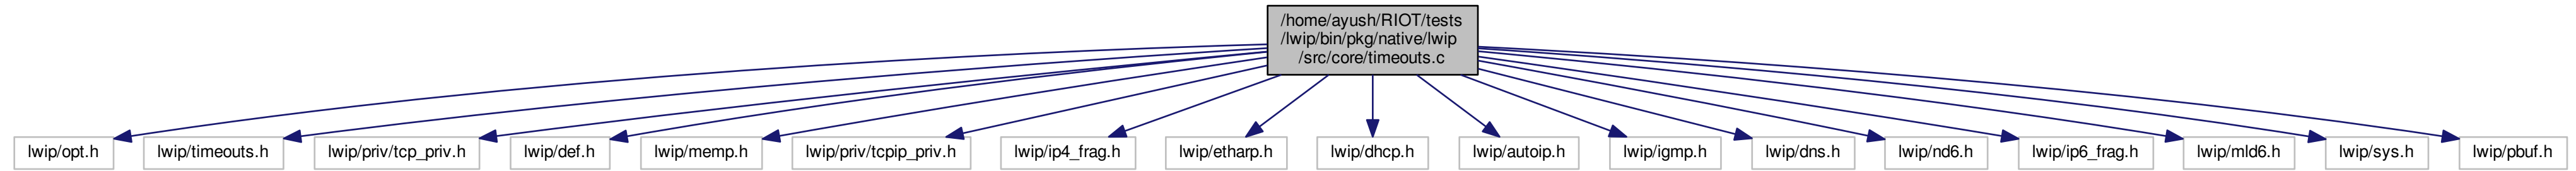 /home/ayush/RIOT/tests
/lwip/bin/pkg/native/lwip
/src/core/timeouts.c
lwip/opt.h
lwip/timeouts.h
lwip/priv/tcp_priv.h
lwip/def.h
lwip/memp.h
lwip/priv/tcpip_priv.h
lwip/ip4_frag.h
lwip/etharp.h
lwip/dhcp.h
lwip/autoip.h
lwip/igmp.h
lwip/dns.h
lwip/nd6.h
lwip/ip6_frag.h
lwip/mld6.h
lwip/sys.h
lwip/pbuf.h